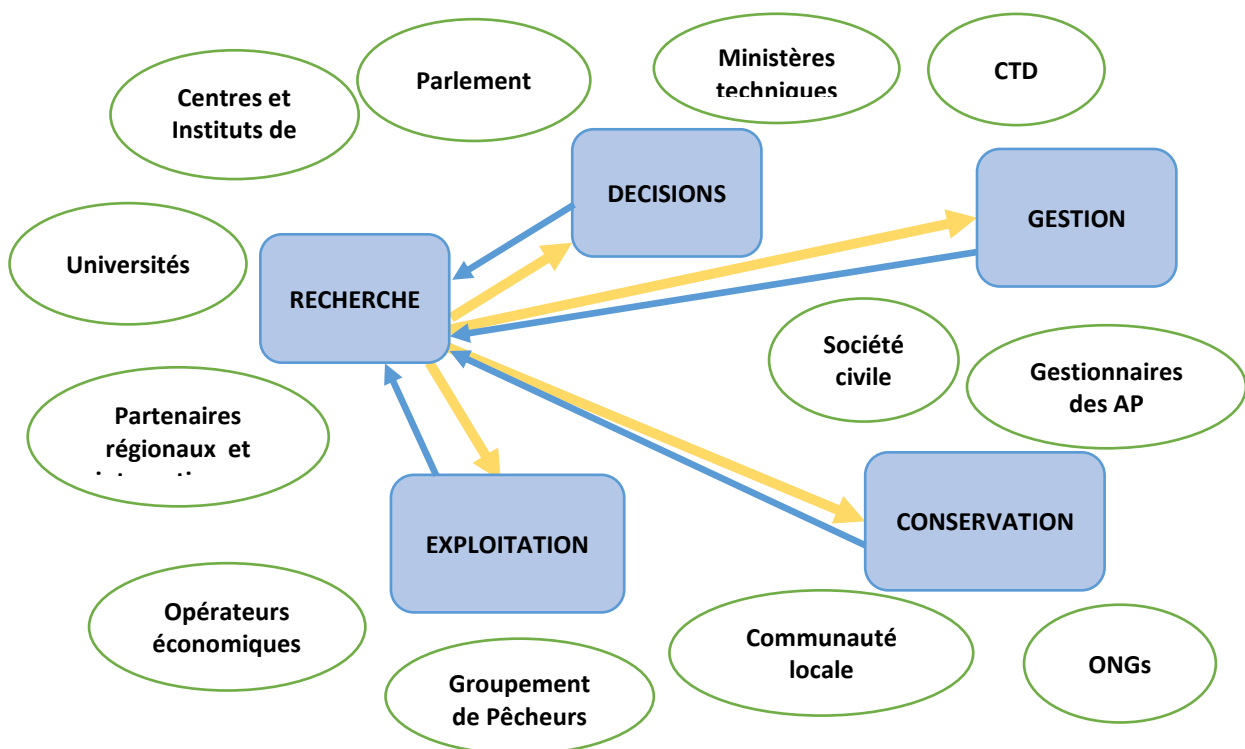 Parlement
Ministères
techniques
CTD
Centres et
Instituts de
DECISIONS
GESTION
Universités
RECHERCHE
Société
civile
Gestionnaires
des AP
Partenaires
régionaux et
EXPLOITATION
CONSERVATION
Opérateurs
économiques
Communauté
locale
ONGs
Groupement
de Pêcheurs